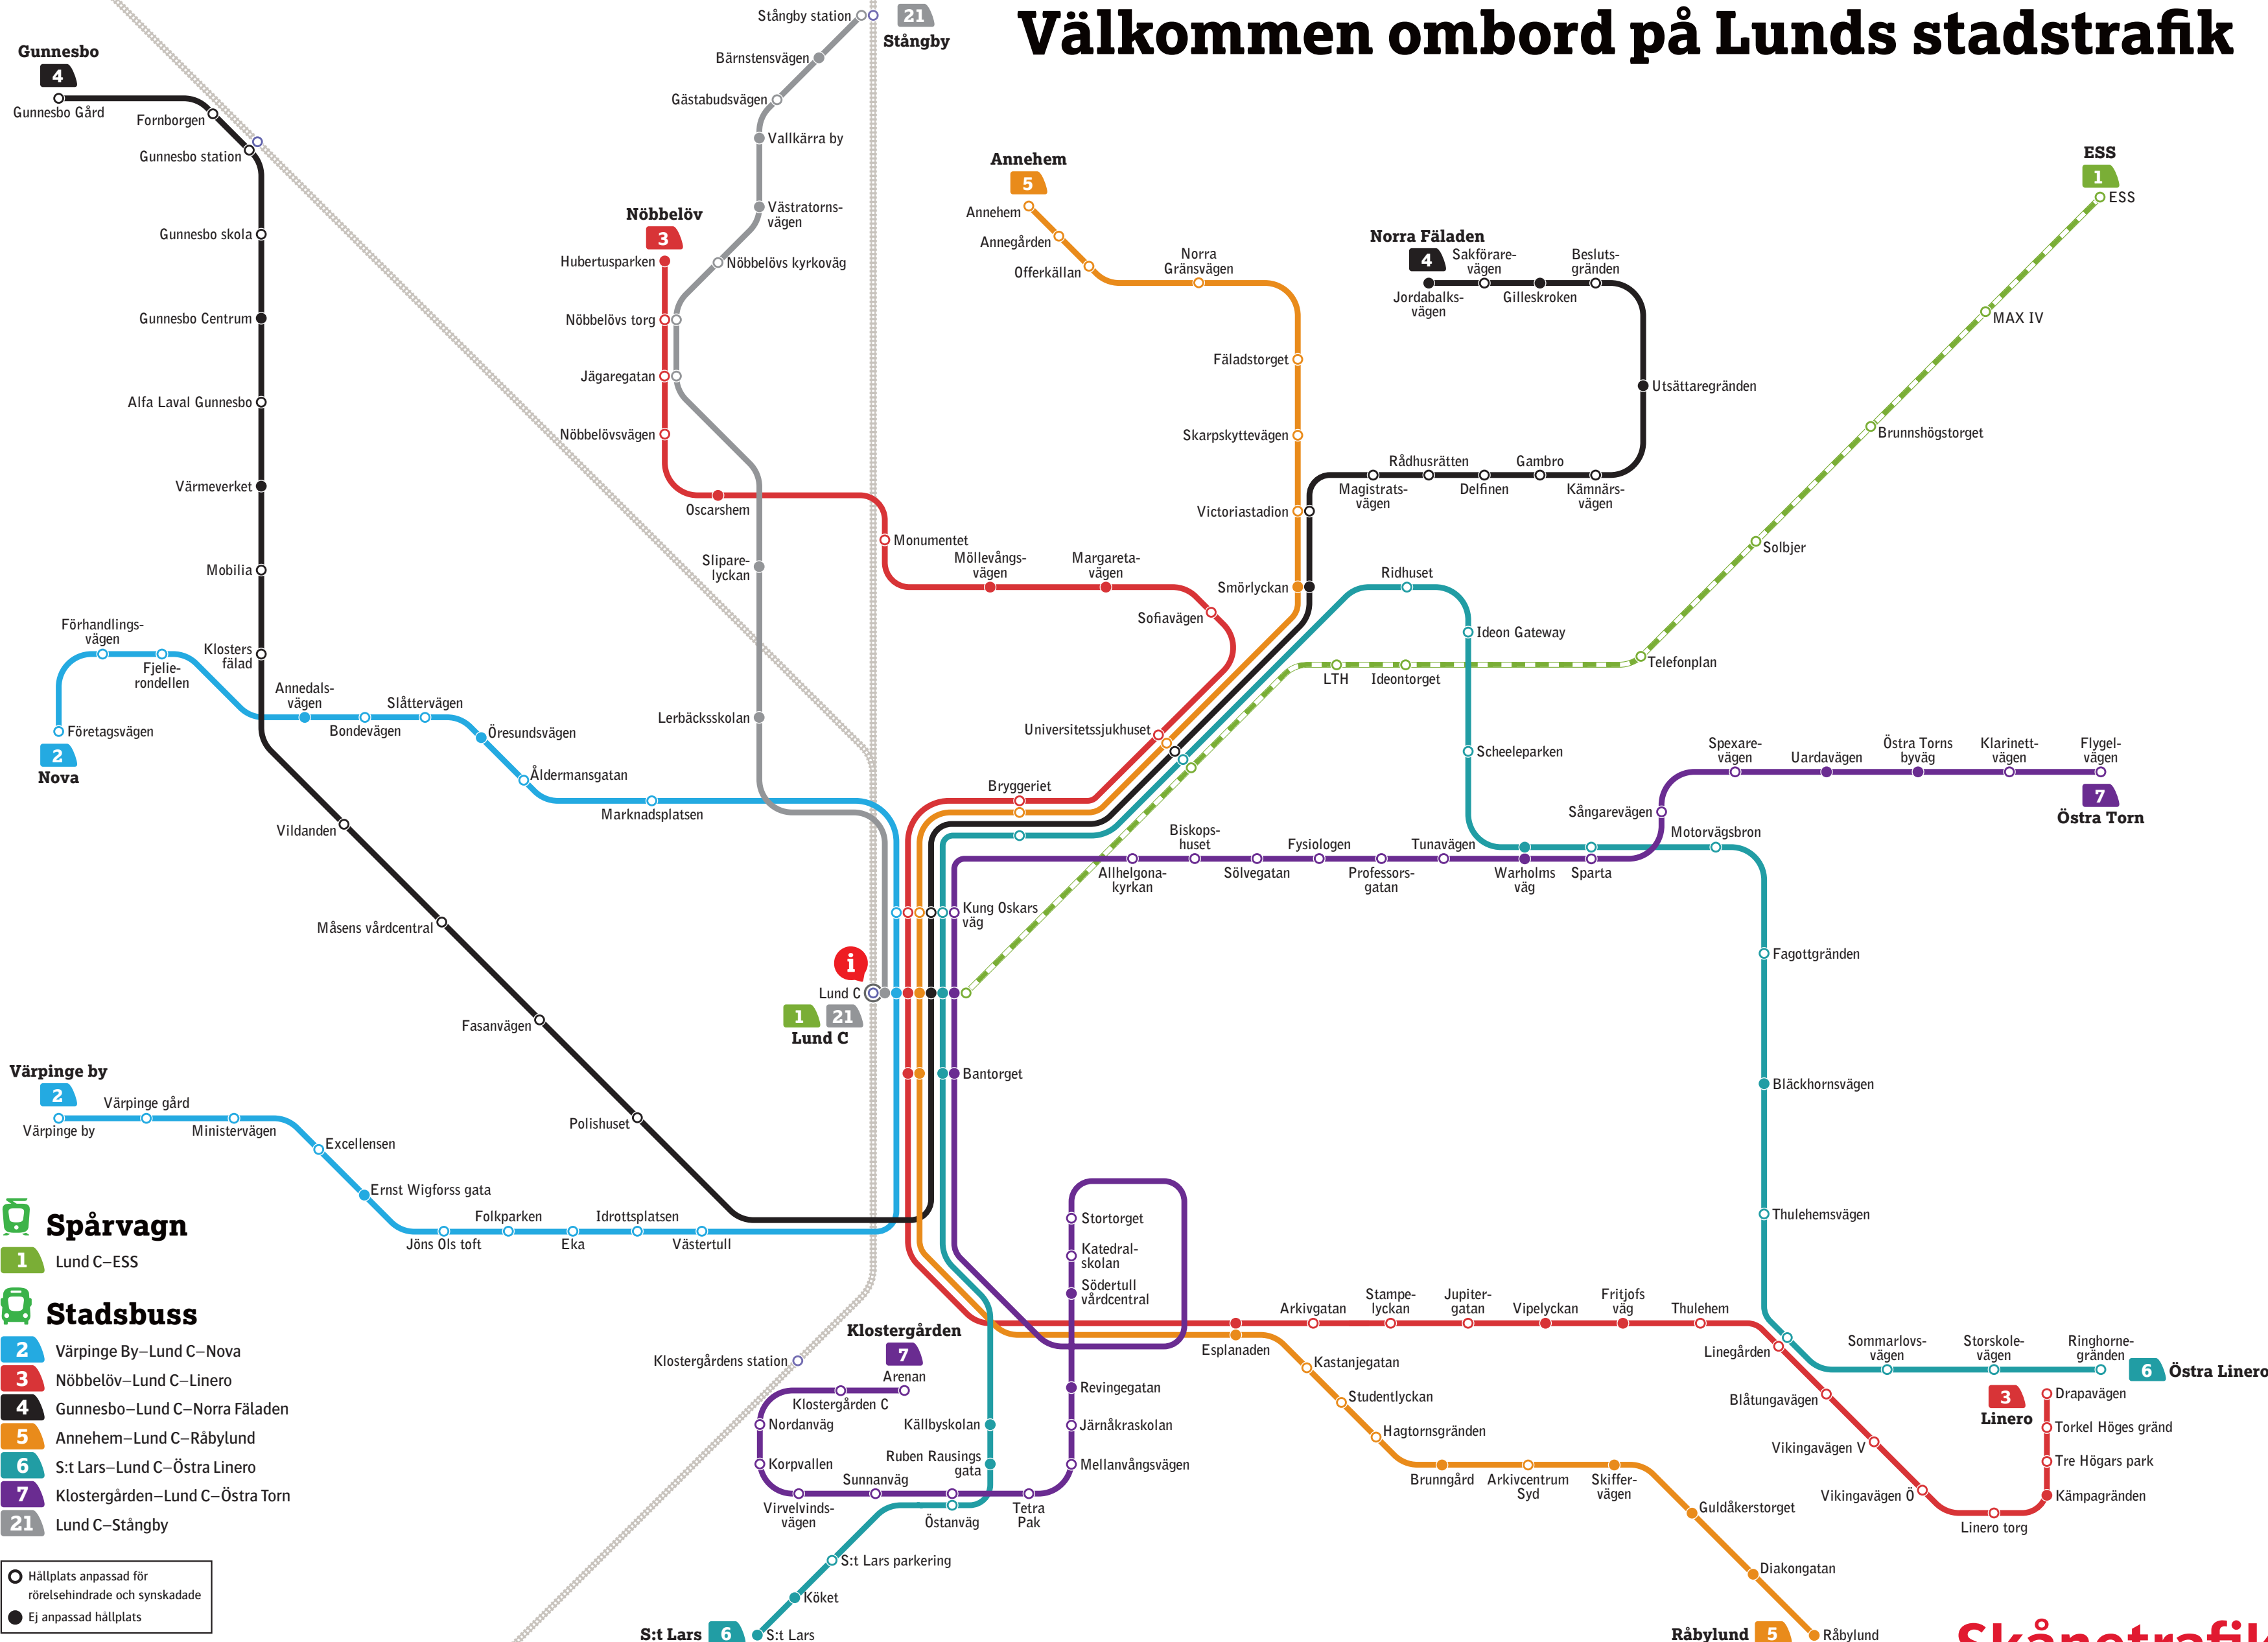 Välkommen ombord på Lunds stadstrafik
Gunnesbo
4
Gunnesbo Gård
Fornborgen
Gunnesbo station
Gunnesbo skola
Gunnesbo Centrum
Alfa Laval Gunnesbo
Värmeverket
Mobilia
Klosters
fälad
Vildanden
Måsens vårdcentral
Fasanvägen
Polishuset
Förhandlings-
vägen
Fjelie-
rondellen
Företagsvägen
2
Nova
Annedals-
vägen
Bondevägen
Slåttervägen
Öresundsvägen
Åldermansgatan
Marknadsplatsen
Stångby station
21
Stångby
Bärnstensvägen
Gästabudsvägen
Vallkärra by
Västratorns-
vägen
Nöbbelövs kyrkoväg
Nöbbelöv
3
Hubertusparken
Nöbbelövs torg
Jägaregatan
Nöbbelövsvägen
Oscarshem
Slipare-
lyckan
Lerbäcksskolan
Monumentet
Möllevångs-
vägen
Margareta-
vägen
Sofiavägen
Universitetssjukhuset
Bryggeriet
Annehem
5
Annehem
Annegården
Offerkällan
Norra
Gränsvägen
Fäladstorget
Skarpskyttevägen
Victoriastadion
Smörlyckan
Norra Fäladen
4
Jordabalks-
vägen
Sakförare-
vägen
Gilleskroken
Besluts-
gränden
Utsättaregränden
Magistrats-
vägen
Rådhusrätten
Delfinen
Gambro
Kämnärs-
vägen
ESS
1
ESS
MAX IV
Brunnshögstorget
Solbjer
Telefonplan
LTH
Ideontorget
Ridhuset
Ideon Gateway
Scheeleparken
Spexare-
vägen
Uardavägen
Östra Torns
byväg
Klarinett-
vägen
Flygel-
vägen
7
Östra Torn
Sångarevägen
Motorvägsbron
Allhelgona-
kyrkan
Biskops-
huset
Sölvegatan
Fysiologen
Professors-
gatan
Tunavägen
Warholms
väg
Sparta
Kung Oskars
väg
i
Lund C
1
21
Lund C
Bantorget
Fagottgränden
Bläckhornsvägen
Thulehemsvägen
Värpinge by
2
Värpinge by
Värpinge gård
Ministervägen
Excellensen
Ernst Wigforss gata
Jöns Ols toft
Folkparken
Eka
Idrottsplatsen
Västertull
Stortorget
Katedral-
skolan
Södertull
vårdcentral
Revingegatan
Järnåkraskolan
Mellanvångsvägen
Klostergårdens station
Klostergården
7
Arenan
Klostergården C
Nordanväg
Korpvallen
Virvelvinds-
vägen
Sunnanväg
Östanväg
Tetra
Pak
Källbyskolan
Ruben Rausings
gata
S:t Lars parkering
Köket
S:t Lars
6
S:t Lars
Esplanaden
Arkivgatan
Stampe-
lyckan
Jupiter-
gatan
Vipelyckan
Fritjofs
väg
Thulehem
Linegården
Blåtungavägen
Vikingavägen V
Vikingavägen Ö
Linero torg
Kämpagränden
Tre Högars park
Torkel Höges gränd
Drapavägen
3
Linero
Sommarlovs-
vägen
Storskole-
vägen
Ringhorne-
gränden
6
Östra Linero
Kastanjegatan
Studentlyckan
Hagtornsgränden
Brunngård
Arkivcentrum
Syd
Skiffer-
vägen
Guldåkerstorget
Diakongatan
Råbylund
5
Råbylund
Spårvagn
1 Lund C–ESS
Stadsbuss
2 Värpinge By–Lund C–Nova
3 Nöbbelöv–Lund C–Linero
4 Gunnesbo–Lund C–Norra Fäladen
5 Annehem–Lund C–Råbylund
6 S:t Lars–Lund C–Östra Linero
7 Klostergården–Lund C–Östra Torn
21 Lund C–Stångby
Hållplats anpassad för
rörelsehindrade och synskadade
Ej anpassad hållplats
Skånetrafik